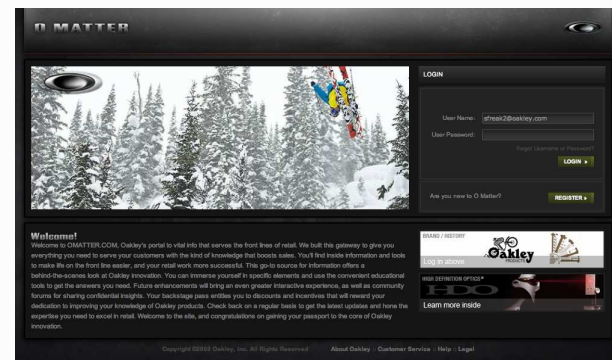 O MATTER
LOGIN
User Name: sfreak2@oakley.com
User Password:
Forgot Username or Password?
LOGIN
Are you new to O Matter? REGISTER
Welcome!
Welcome to OMATTER.COM, Oakley's portal to vital info that serves the front lines of retail. We built this gateway to give you
everything you need to serve your customers with the kind of knowledge that boosts sales. You'll find inside information and tools
to make life on the front line easier, and your retail work more successful. This go-to source for information offers a
behind-the-scenes look at Oakley innovation. You can immerse yourself in specific elements and use the convenient educational
tools to get the answers you need. Future enhancements will bring an even greater interactive experience, as well as community
forums for sharing confidential insights. Your backstage pass entitles you to discounts and incentives that will reward your
dedication to improving your knowledge of Oakley products. Check back on a regular basis to get the latest updates and hone the
expertise you need to excel in retail. Welcome to the site, and congratulations on gaining your passport to the core of Oakley
innovation.
BRAND / HISTORY
Oakley
PRODUCTS
Log in above
HIGH DEFINITION OPTICS®
HDO
Learn more inside
Copyright ©2008 Oakley, Inc. All Rights Reserved About Oakley :: Customer Service :: Help :: Legal